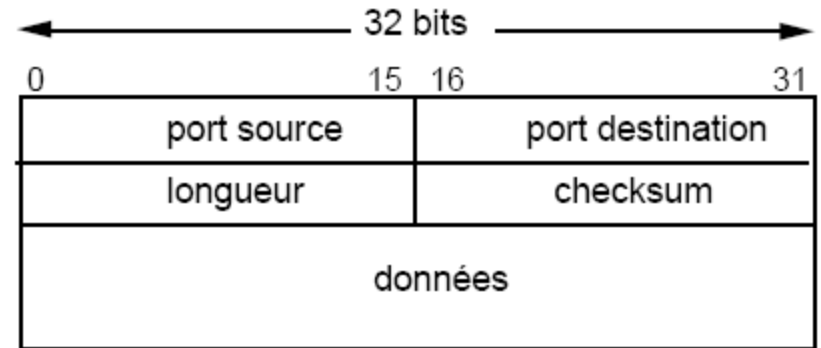 32 bits
0 15 16 31
port source port destination
longueur checksum
données